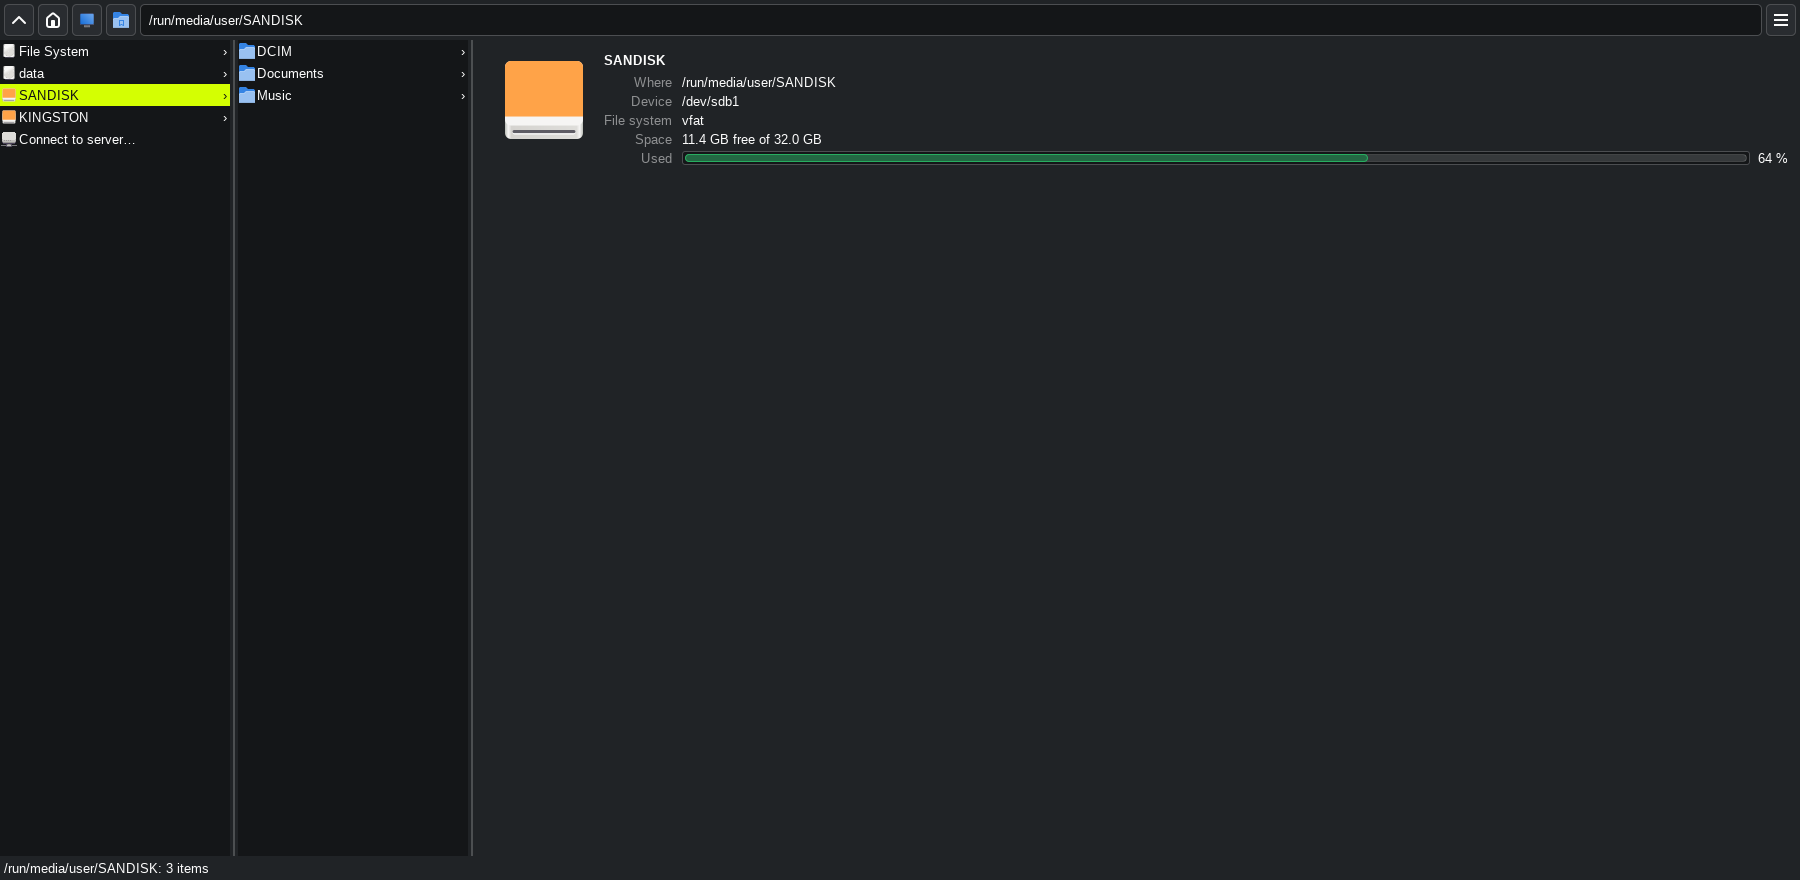 /run/media/user/SANDISK
File System ›
data ›
SANDISK ›
KINGSTON ›
Connect to server…
DCIM ›
Documents ›
Music ›
SANDISK
Where /run/media/user/SANDISK
Device /dev/sdb1
File system vfat
Space 11.4 GB free of 32.0 GB
Used 64 %
/run/media/user/SANDISK: 3 items